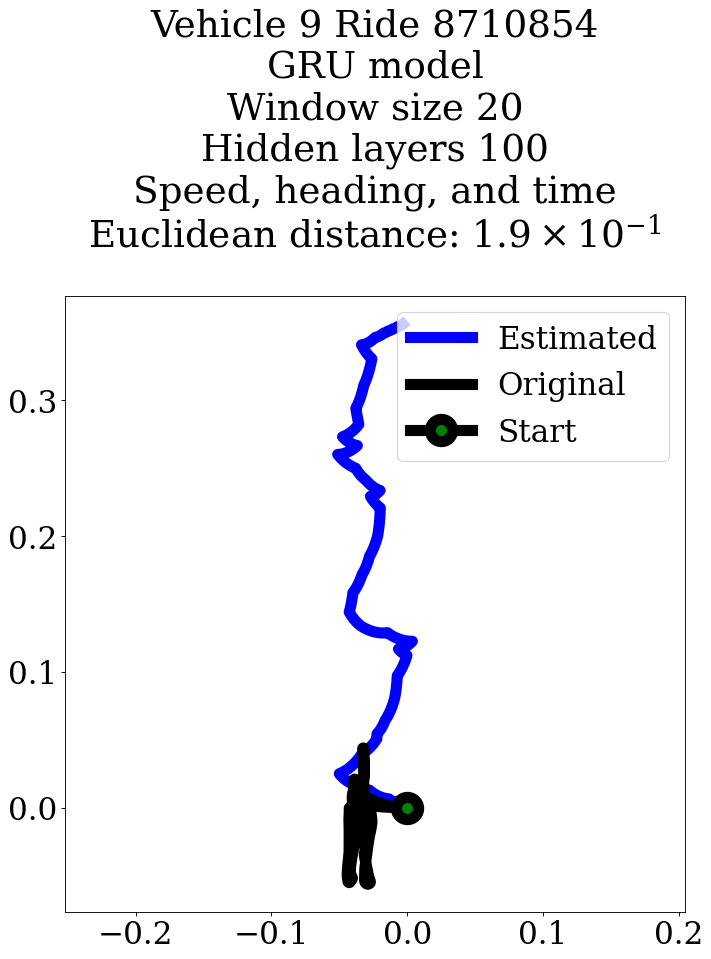 Vehicle 9 Ride 8710854
GRU model
Window size 20
Hidden layers 100
Speed, heading, and time
Euclidean distance: 1.9 × 10⁻¹
Estimated
Original
Start
0.3
0.2
0.1
0.0
−0.2
−0.1
0.0
0.1
0.2